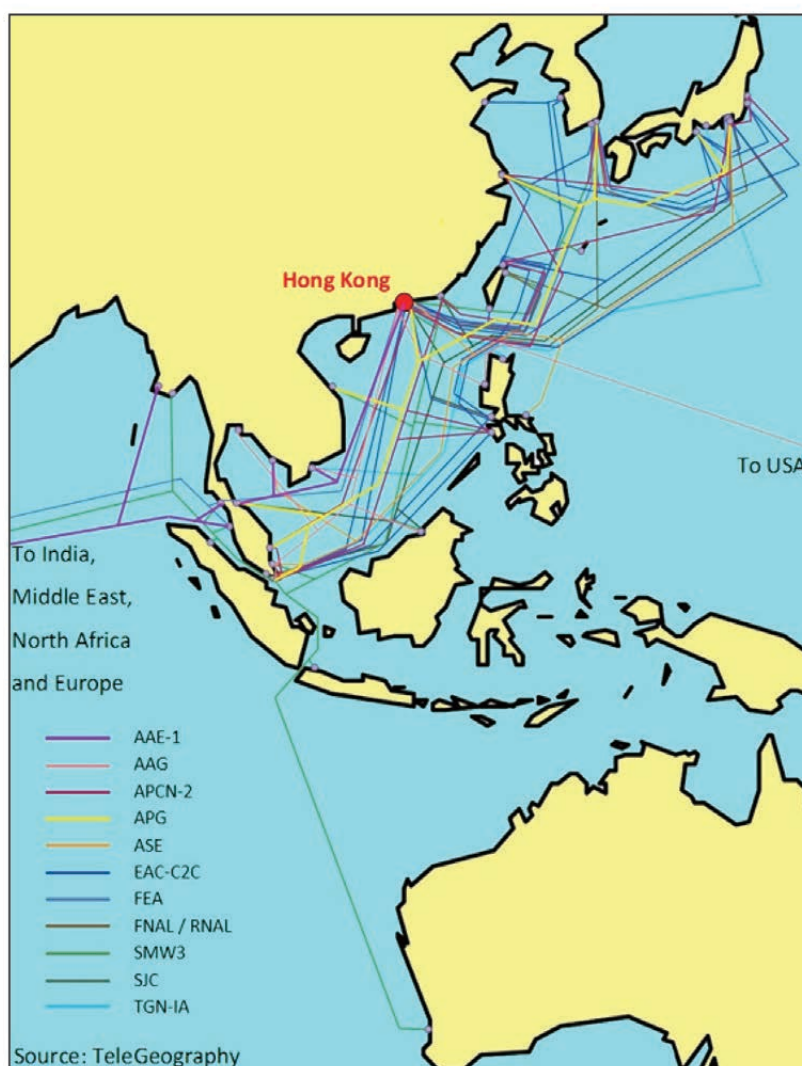 Hong Kong
To USA
To India,
Middle East,
North Africa
and Europe
AAE-1
AAG
APCN-2
APG
ASE
EAC-C2C
FEA
FNAL / RNAL
SMW3
SJC
TGN-IA
Source: TeleGeography